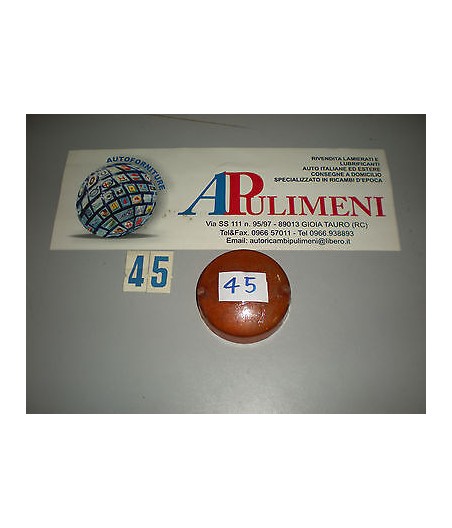 AUTOFORNITURE
RIVENDITA LAMIERATI E
LUBRIFICANTI
AUTO ITALIANE ED ESTERE
CONSEGNE A DOMICILIO
SPECIALIZZATO IN RICAMBI D'EPOCA
APULIMENI
Via SS 111 n. 95/97 - 89013 GIOIA TAURO (RC)
Tel&Fax. 0966 57011 - Tel 0966.938893
Email: autoricambipulimeni@libero.it
45
45